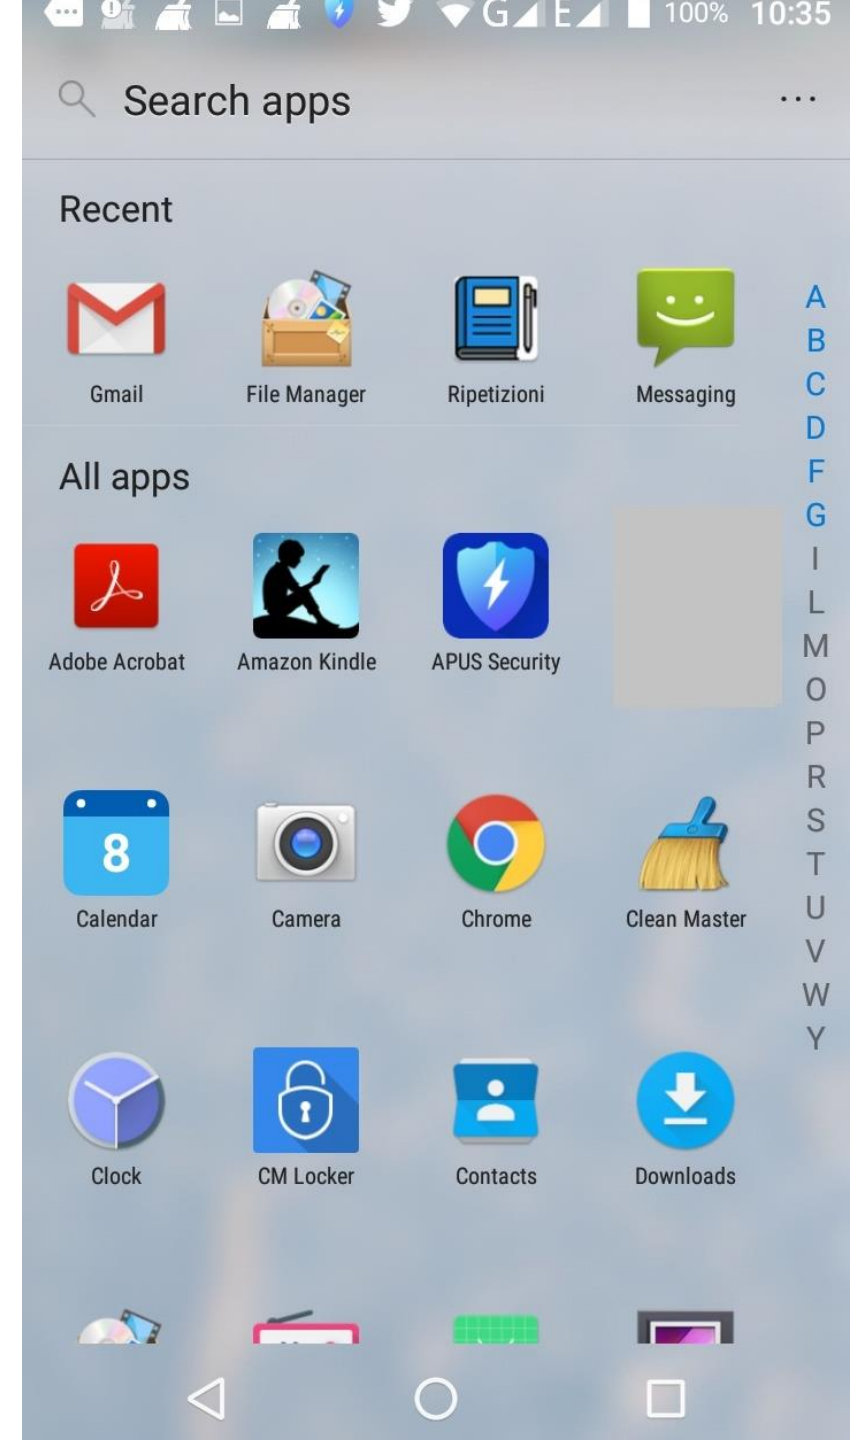 G E 100% 10:35
Search apps
Recent
Gmail File Manager Ripetizioni Messaging
All apps
Adobe Acrobat Amazon Kindle APUS Security
8
Calendar Camera Chrome Clean Master
Clock CM Locker Contacts Downloads
A
B
C
D
F
G
I
L
M
O
P
R
S
T
U
V
W
Y